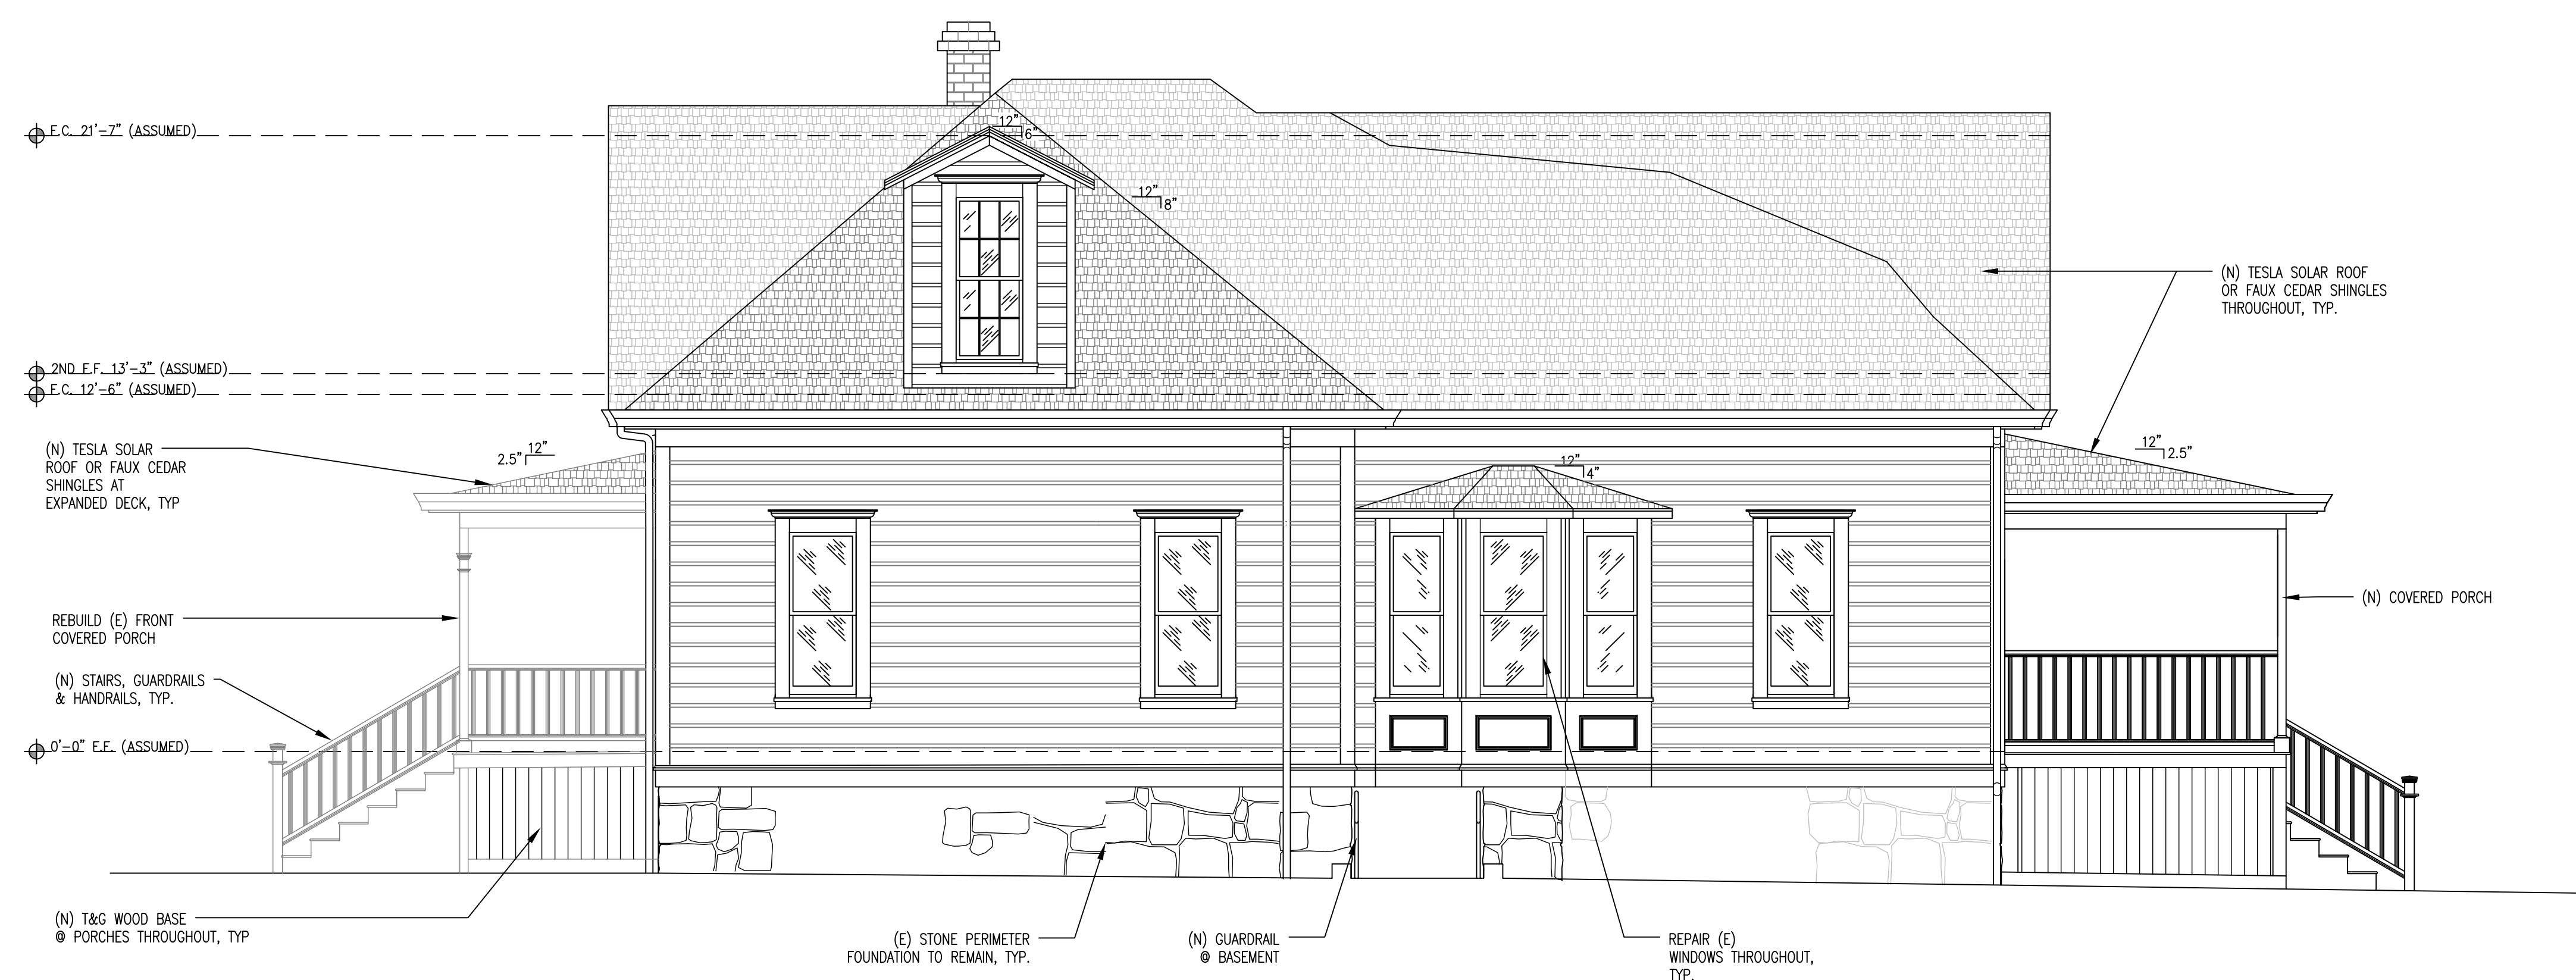 12"
6"
F.C. 21'-7" (ASSUMED)
12"
8"
(N) TESLA SOLAR ROOF
OR FAUX CEDAR SHINGLES
THROUGHOUT, TYP.
2ND F.F. 13'-3" (ASSUMED)
F.C. 12'-6" (ASSUMED)
(N) TESLA SOLAR
ROOF OR FAUX CEDAR
SHINGLES AT
EXPANDED DECK, TYP
12"
2.5"
12"
4"
12"
2.5"
(N) COVERED PORCH
REBUILD (E) FRONT
COVERED PORCH
(N) STAIRS, GUARDRAILS
& HANDRAILS, TYP.
0'-0" F.F. (ASSUMED)
(N) T&G WOOD BASE
@ PORCHES THROUGHOUT, TYP
(E) STONE PERIMETER
FOUNDATION TO REMAIN, TYP.
(N) GUARDRAIL
@ BASEMENT
REPAIR (E)
WINDOWS THROUGHOUT,
TYP.